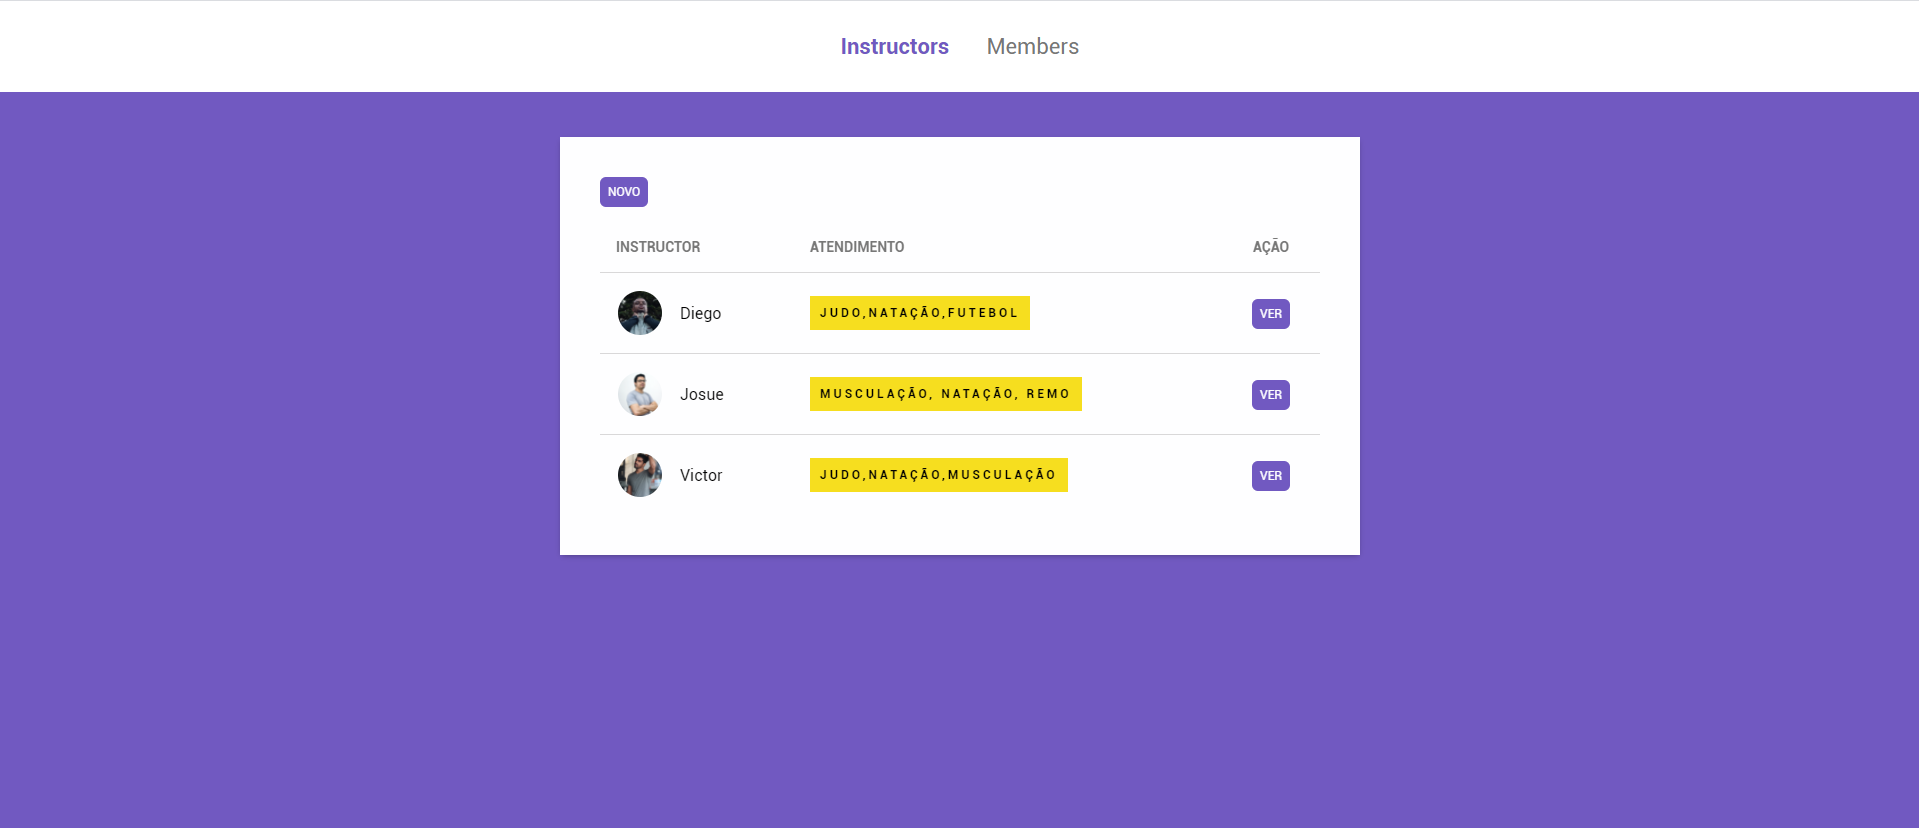 Instructors Members
NOVO
INSTRUCTOR ATENDIMENTO AÇÃO
Diego JUDO,NATAÇÃO,FUTEBOL VER
Josue MUSCULAÇÃO, NATAÇÃO, REMO VER
Victor JUDO,NATAÇÃO,MUSCULAÇÃO VER